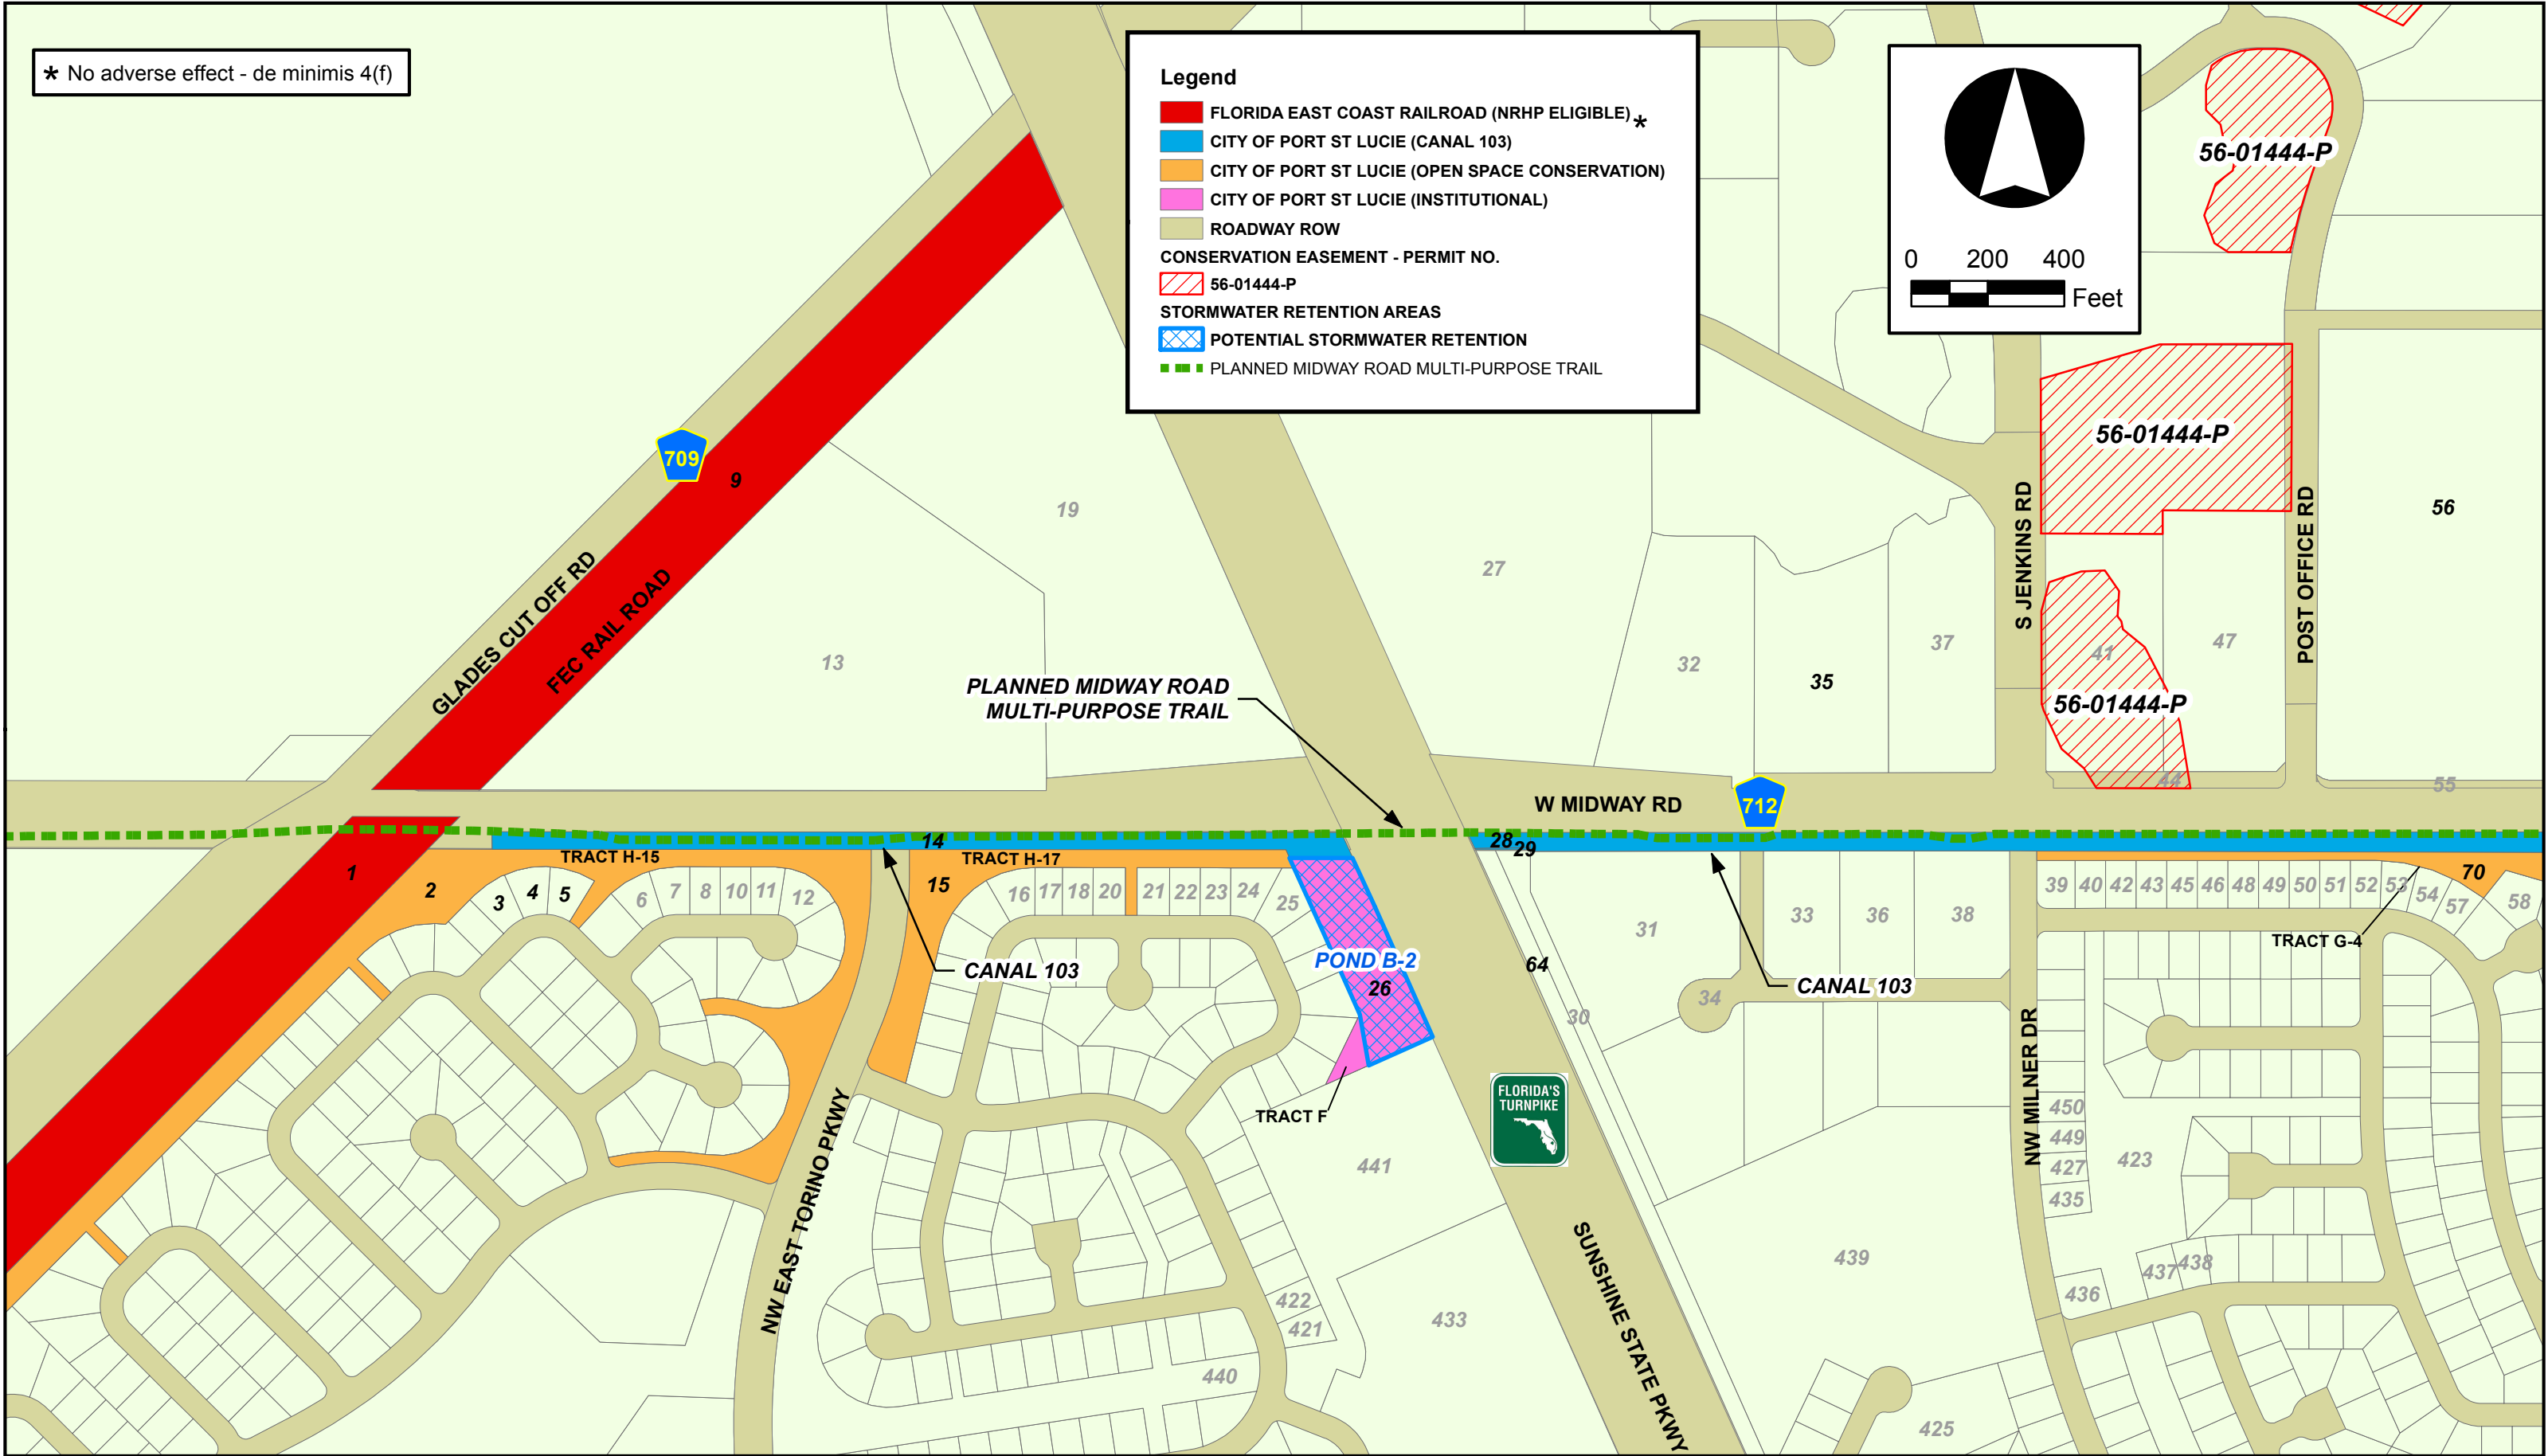 * No adverse effect - de minimis 4(f)
Legend
FLORIDA EAST COAST RAILROAD (NRHP ELIGIBLE) *
CITY OF PORT ST LUCIE (CANAL 103)
CITY OF PORT ST LUCIE (OPEN SPACE CONSERVATION)
CITY OF PORT ST LUCIE (INSTITUTIONAL)
ROADWAY ROW
CONSERVATION EASEMENT - PERMIT NO.
56-01444-P
STORMWATER RETENTION AREAS
POTENTIAL STORMWATER RETENTION
PLANNED MIDWAY ROAD MULTI-PURPOSE TRAIL
0 200 400
Feet
56-01444-P
56-01444-P
56-01444-P
709
9
19
27
56
GLADES CUT OFF RD
FEC RAIL ROAD
13
32
35
37
S JENKINS RD
41
47
POST OFFICE RD
PLANNED MIDWAY ROAD
MULTI-PURPOSE TRAIL
44
55
W MIDWAY RD
712
14
28
29
TRACT H-15
TRACT H-17
1
2
3
4
5
6
7
8
10
11
12
15
16
17
18
20
21
22
23
24
25
31
33
36
38
39
40
42
43
45
46
48
49
50
51
52
53
54
57
70
58
TRACT G-4
CANAL 103
POND B-2
26
64
30
34
CANAL 103
TRACT F
FLORIDA'S
TURNPIKE
NW EAST TORINO PKWY
NW MILNER DR
450
449
427
435
423
441
439
SUNSHINE STATE PKWY
422
421
433
436
437
438
440
425